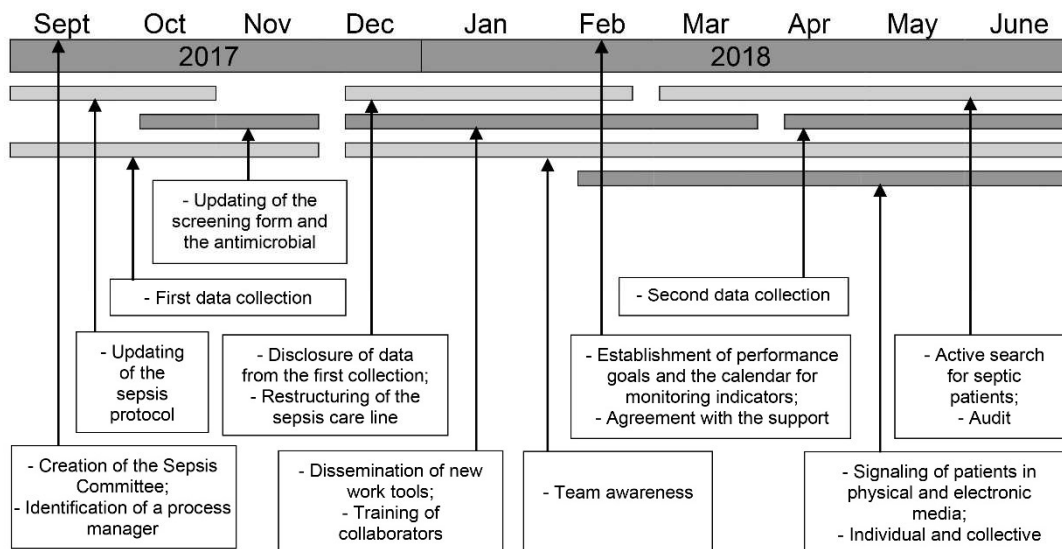 Sept Oct Nov Dec Jan Feb Mar Apr May June
2017 2018
- Updating of the
screening form and
the antimicrobial
- First data collection
- Second data collection
- Updating
of the
sepsis
protocol
- Disclosure of data
from the first collection;
- Restructuring of the
sepsis care line
- Establishment of performance
goals and the calendar for
monitoring indicators;
- Agreement with the support
- Active search
for septic
patients;
- Audit
- Creation of the Sepsis
Committee;
- Identification of a process
manager
- Dissemination of new
work tools;
- Training of
collaborators
- Team awareness
- Signaling of patients in
physical and electronic
media;
- Individual and collective